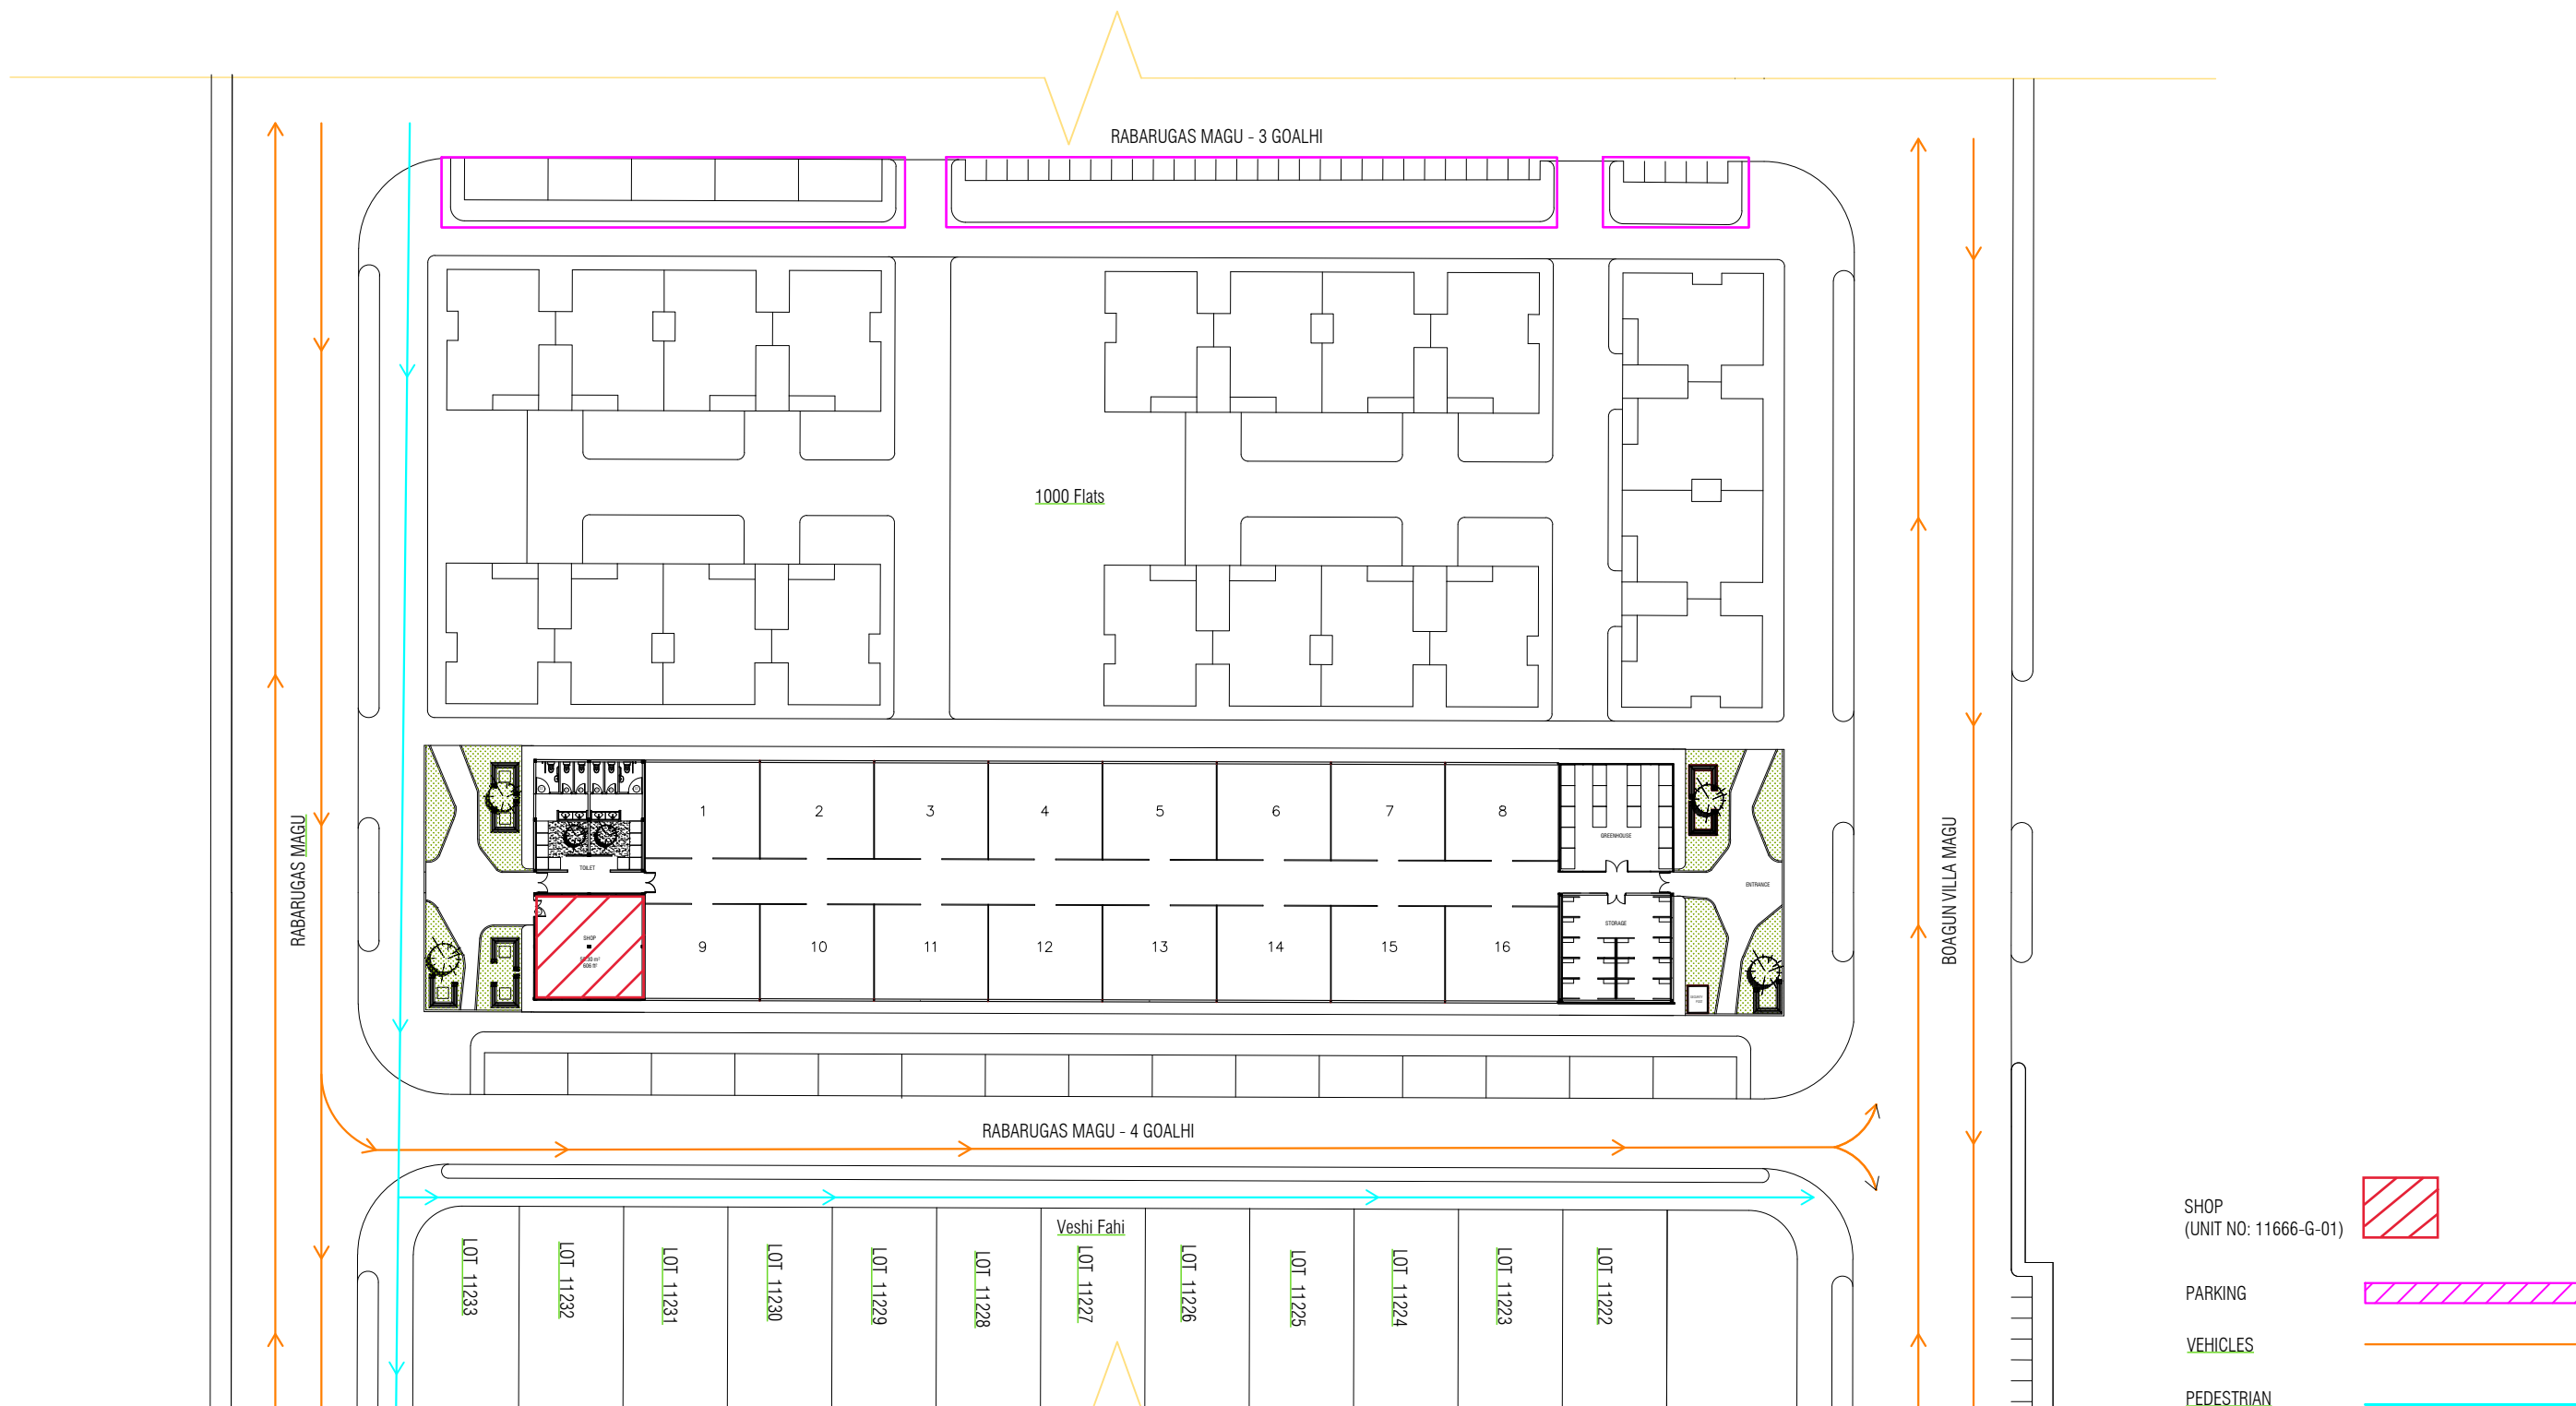 RABARUGAS MAGU - 3 GOALHI
1000 Flats
RABARUGAS MAGU
BOAGUN VILLA MAGU
1
2
3
4
5
6
7
8
GREENHOUSE
TOILET
ENTRANCE
SHOP
606 ft²
9
10
11
12
13
14
15
16
STORAGE
RABARUGAS MAGU - 4 GOALHI
Veshi Fahi
LOT 11233
LOT 11232
LOT 11231
LOT 11230
LOT 11229
LOT 11228
LOT 11227
LOT 11226
LOT 11225
LOT 11224
LOT 11223
LOT 11222
SHOP
(UNIT NO: 11666-G-01)
PARKING
VEHICLES
PEDESTRIAN